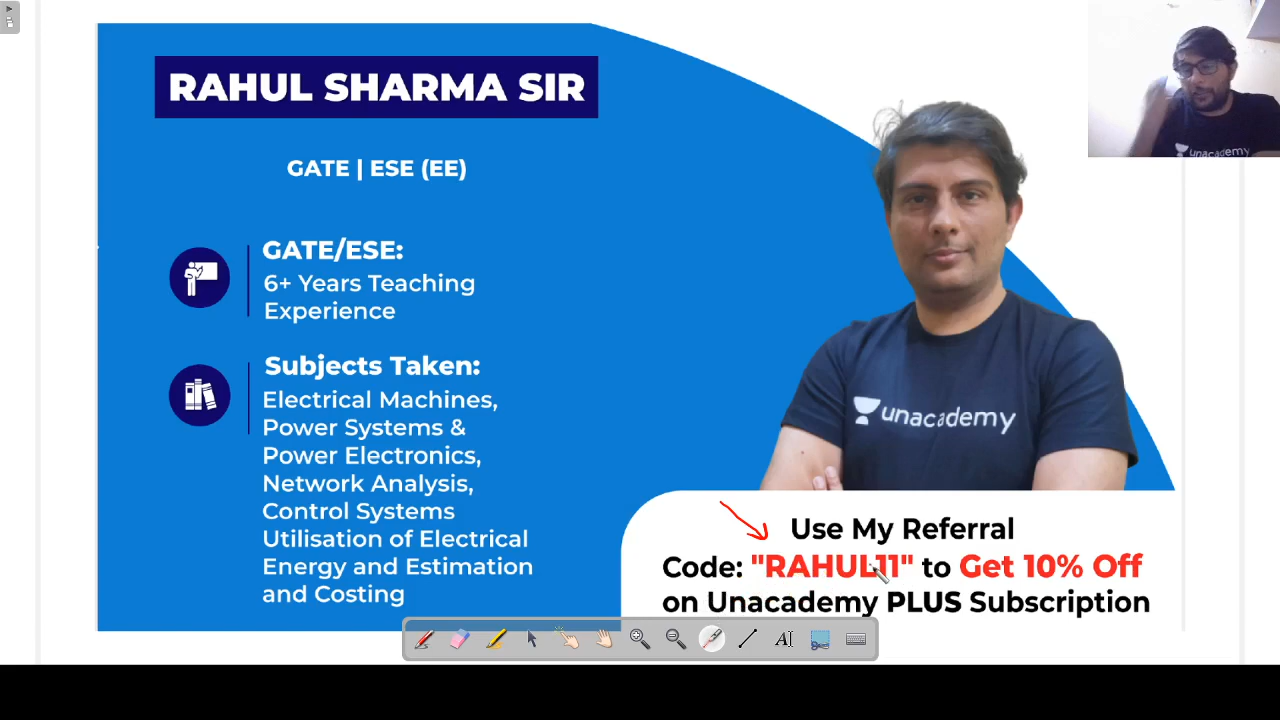 RAHUL SHARMA SIR
GATE | ESE (EE)
GATE/ESE:
6+ Years Teaching
Experience
Subjects Taken:
Electrical Machines,
Power Systems &
Power Electronics,
Network Analysis,
Control Systems
Utilisation of Electrical
Energy and Estimation
and Costing
unacademy
unacademy
Use My Referral
Code: "RAHUL11" to Get 10% Off
on Unacademy PLUS Subscription
AI